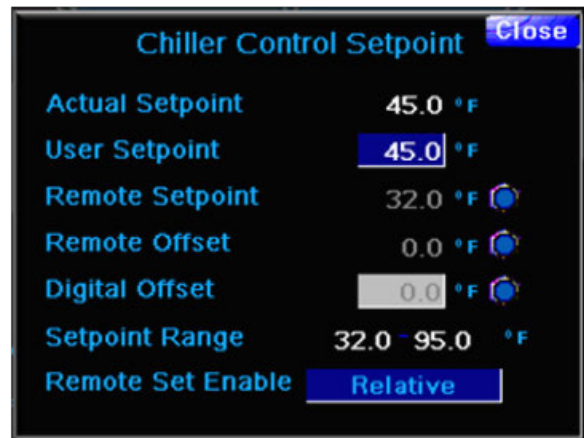 Close
Chiller Control Setpoint
Actual Setpoint 45.0 °F
User Setpoint 45.0 °F
Remote Setpoint 32.0 °F
Remote Offset 0.0 °F
Digital Offset 0.0 °F
Setpoint Range 32.0 - 95.0 °F
Remote Set Enable Relative